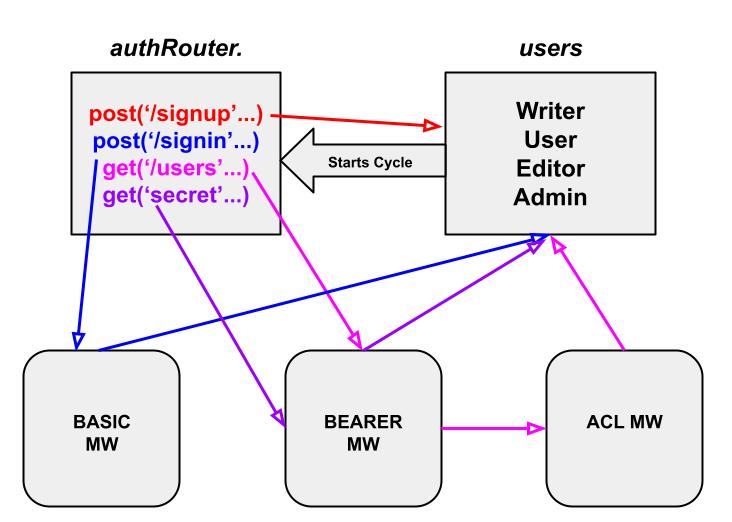 authRouter.
users
post(‘/signup’...)
post(‘/signin’...)
get(‘/users’...)
get(‘secret’...)
Starts Cycle
Writer
User
Editor
Admin
BASIC
MW
BEARER
MW
ACL MW